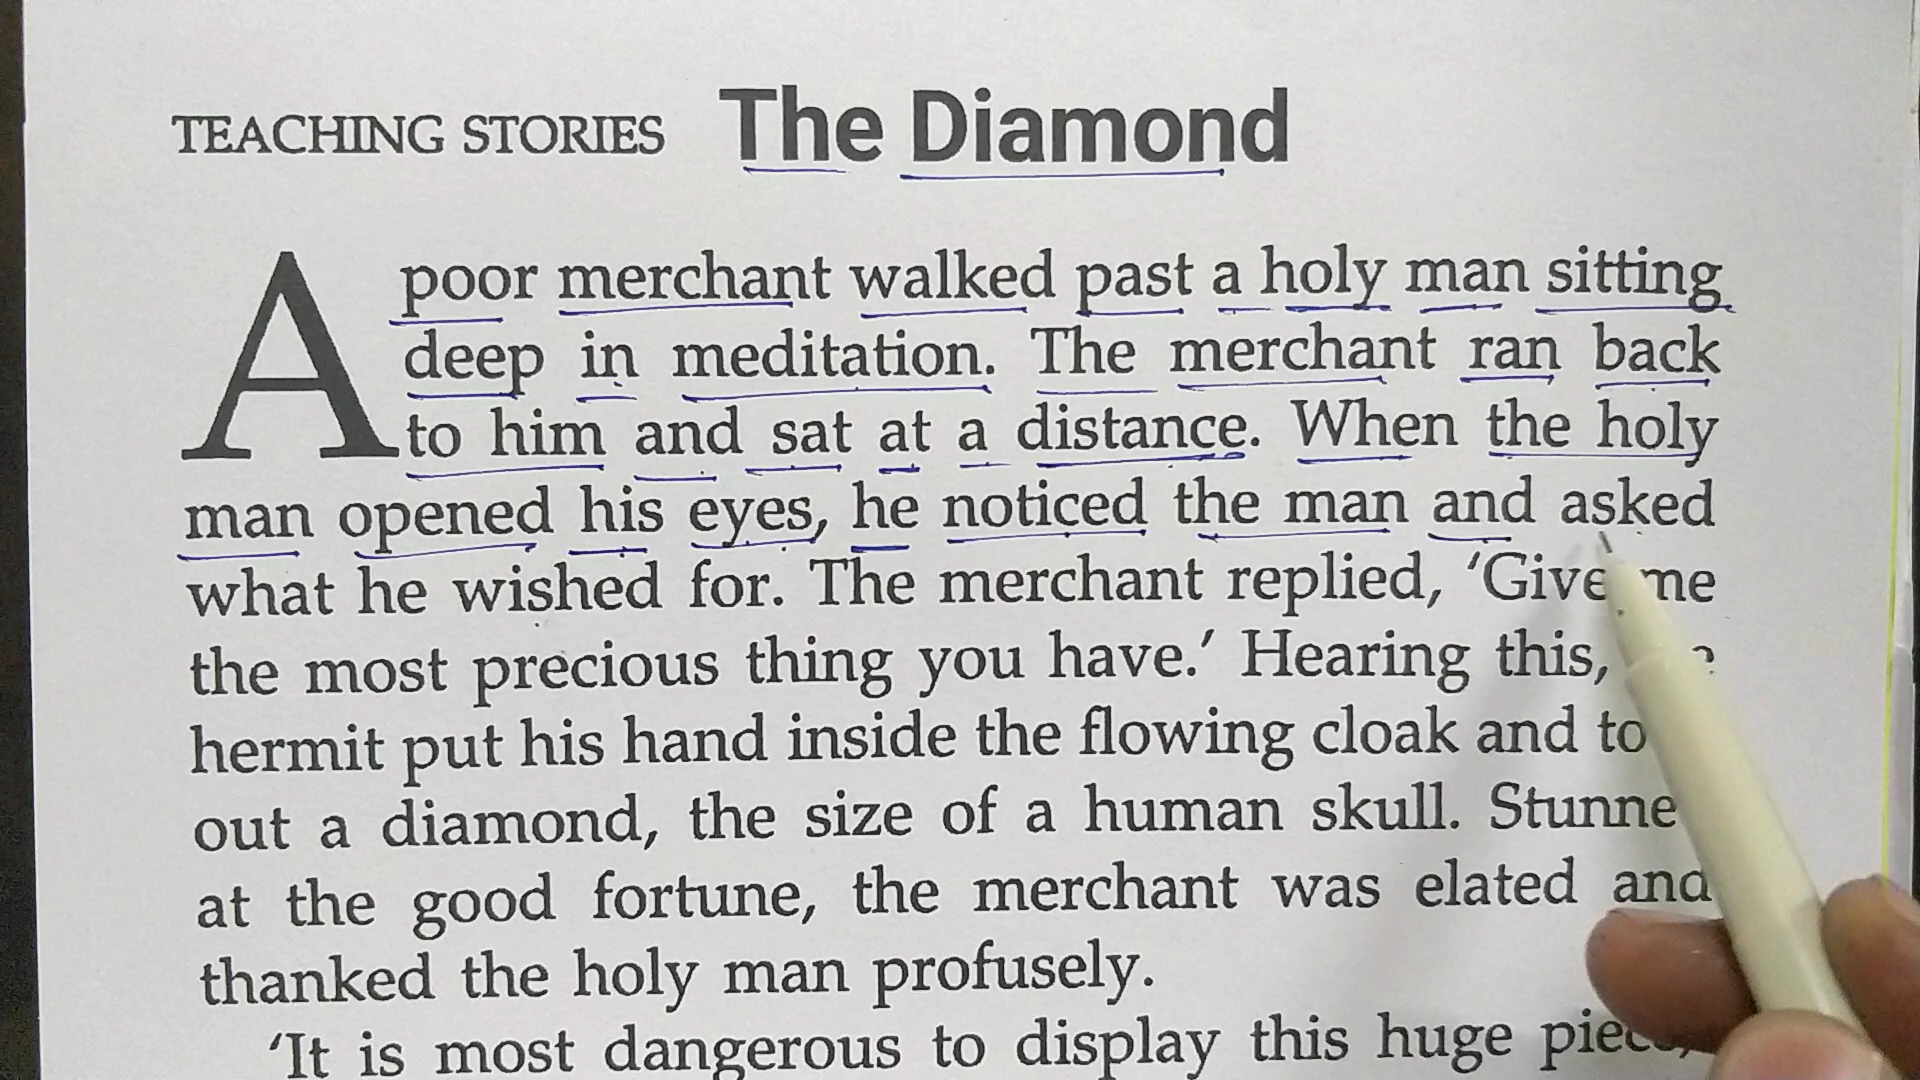 TEACHING STORIES The Diamond
A poor merchant walked past a holy man sitting
deep in meditation. The merchant ran back
to him and sat at a distance. When the holy
man opened his eyes, he noticed the man and asked
what he wished for. The merchant replied, ‘Give me
the most precious thing you have.’ Hearing this,
hermit put his hand inside the flowing cloak and
out a diamond, the size of a human skull.
at the good fortune, the merchant was elated and
thanked the holy man profusely.
‘It is most dangerous to display this huge